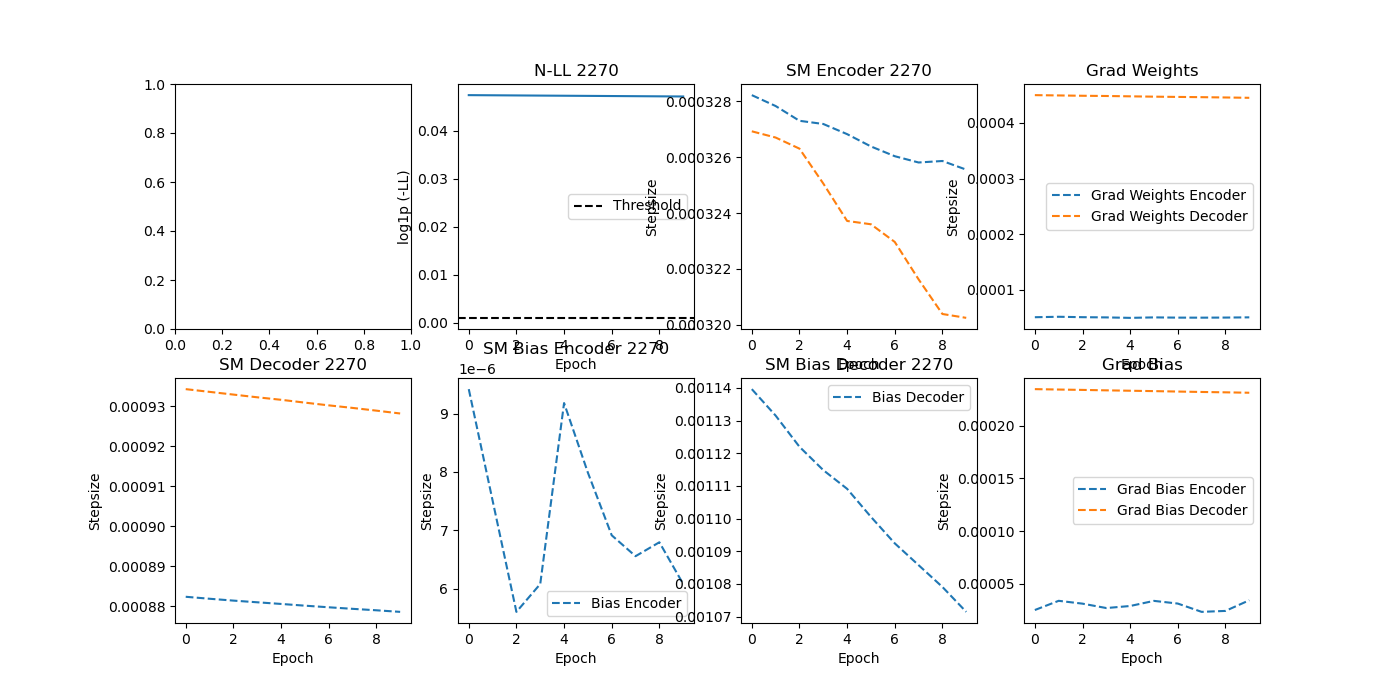 1.0
0.8
0.6
0.4
0.2
0.0
0.0 0.2 0.4 0.6 0.8 1.0
N-LL 2270
log1p (-LL)
0.04
0.03
0.02
0.01
0.00
Threshold
0 2 4 6 8
Epoch
SM Encoder 2270
Stepsize
0.000328
0.000326
0.000324
0.000322
0.000320
0 2 4 6 8
Epoch
Grad Weights
Stepsize
0.0004
0.0003
0.0002
0.0001
Grad Weights Encoder
Grad Weights Decoder
0 2 4 6 8
Epoch
SM Decoder 2270
Stepsize
0.00093
0.00092
0.00091
0.00090
0.00089
0.00088
0 2 4 6 8
Epoch
SM Bias Encoder 2270
1e−6
Stepsize
9
8
7
6
Bias Encoder
0 2 4 6 8
Epoch
SM Bias Decoder 2270
Stepsize
0.00114
0.00113
0.00112
0.00111
0.00110
0.00109
0.00108
0.00107
Bias Decoder
0 2 4 6 8
Epoch
Grad Bias
Stepsize
0.00020
0.00015
0.00010
0.00005
Grad Bias Encoder
Grad Bias Decoder
0 2 4 6 8
Epoch